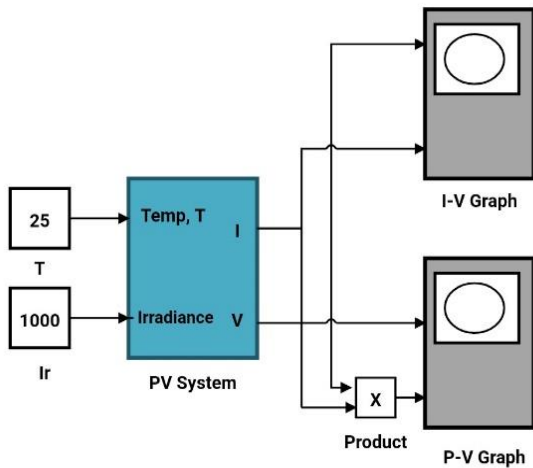 I-V Graph
25
T
Temp, T
I
1000
Ir
Irradiance
V
PV System
X
Product
P-V Graph